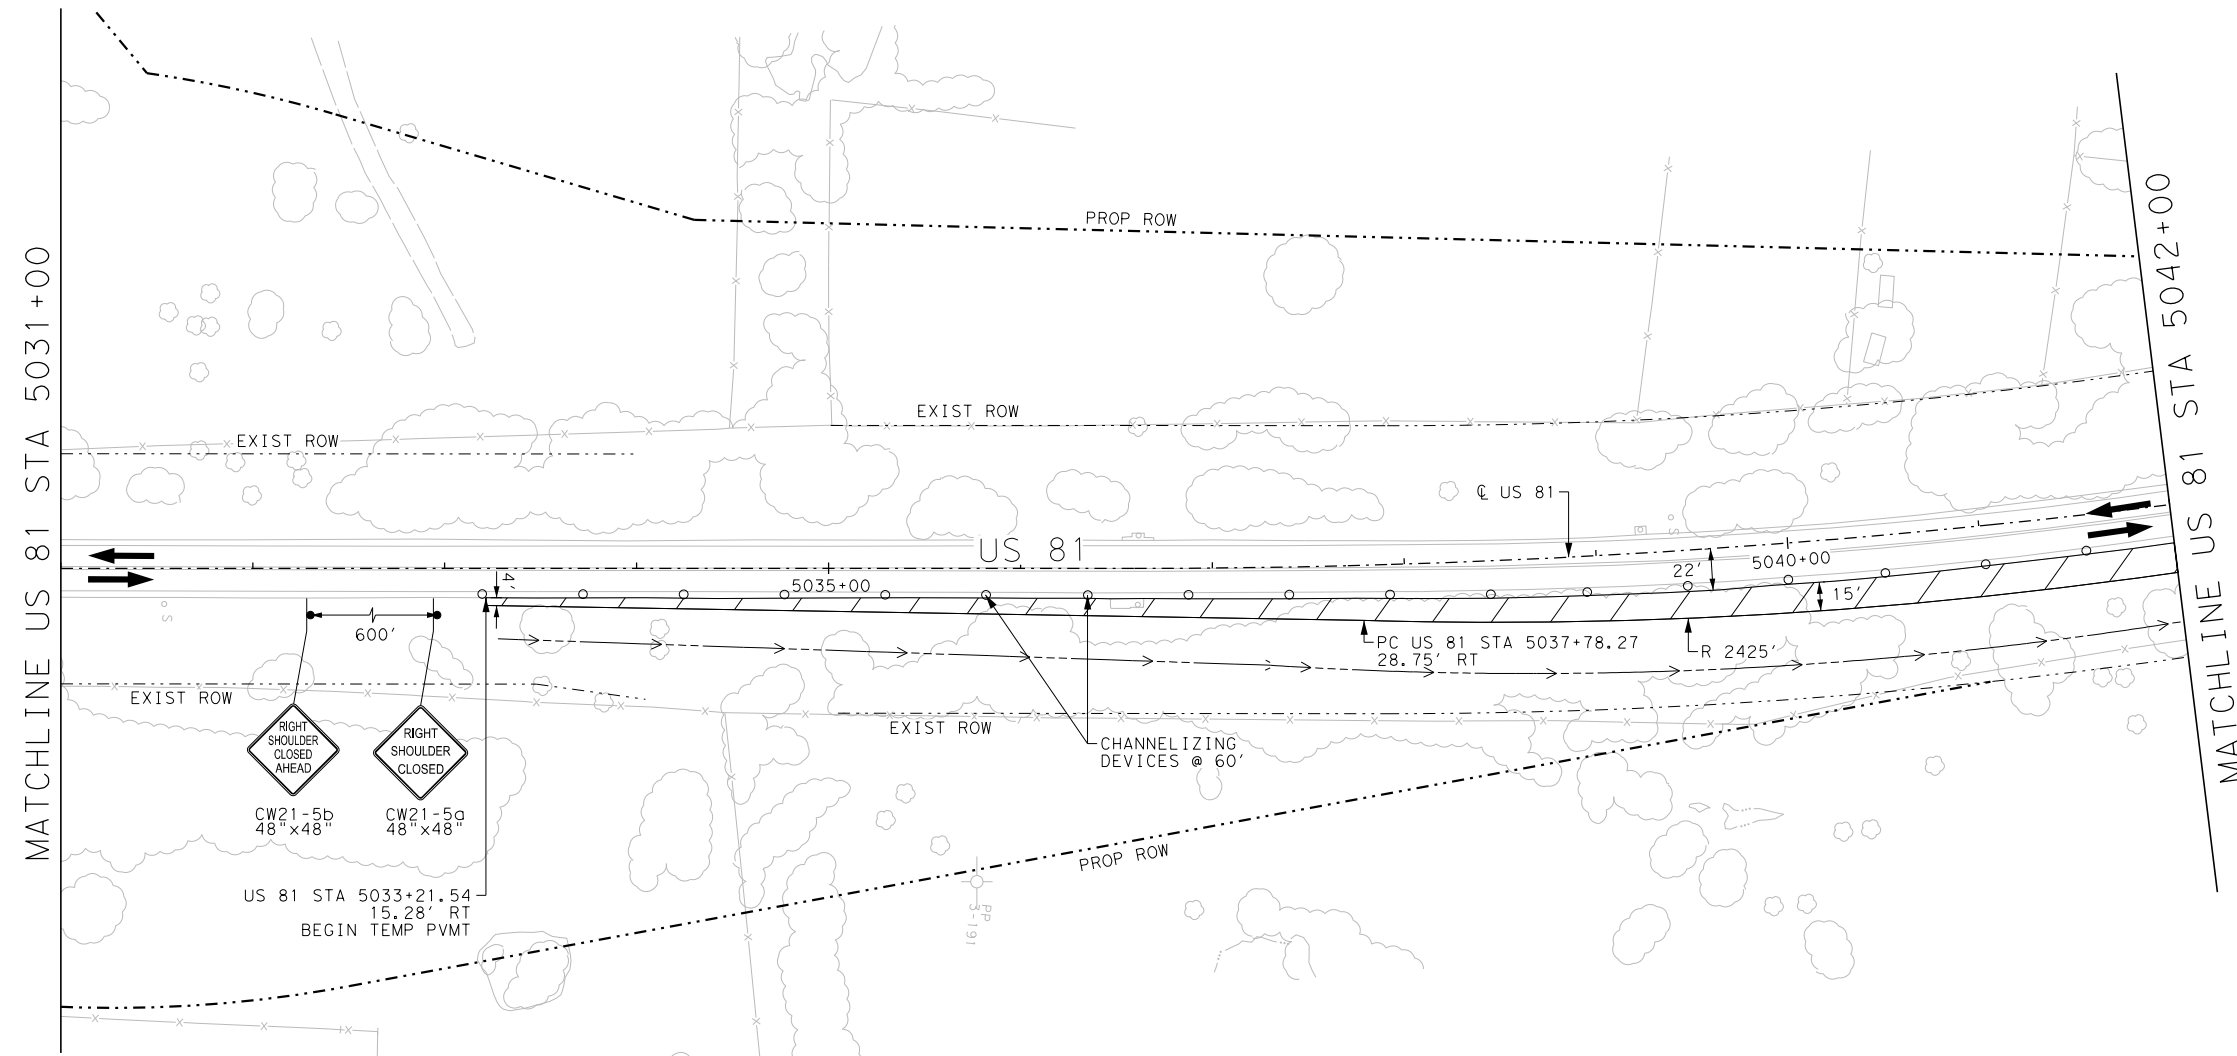 MATCHLINE US 81 STA 5031+00
PROP ROW
MATCHLINE US 81 STA 5042+00
EXIST ROW
EXIST ROW
℄ US 81
US 81
5040+00
22'
4'
5035+00
15'
S
S
600'
PC US 81 STA 5037+78.27
28.75' RT
R 2425'
EXIST ROW
EXIST ROW
RIGHT
SHOULDER
CLOSED
AHEAD
RIGHT
SHOULDER
CLOSED
CHANNELIZING
DEVICES @ 60'
CW21-5b
48"x48"
CW21-5a
48"x48"
PROP ROW
US 81 STA 5033+21.54
15.28' RT
BEGIN TEMP PVMT
PP
3-191